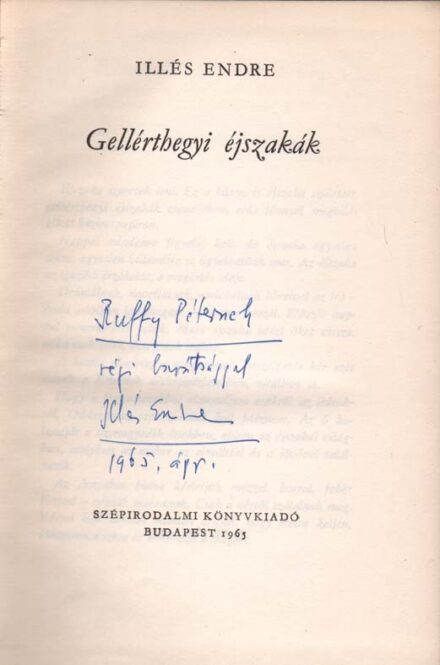 ILLÉS ENDRE
Gellérthegyi éjszakák
Ruffy Péternek
régi barátsággal
Illés Endre
1965. ápr.
SZÉPIRODALMI KÖNYVKIADÓ
BUDAPEST 1965